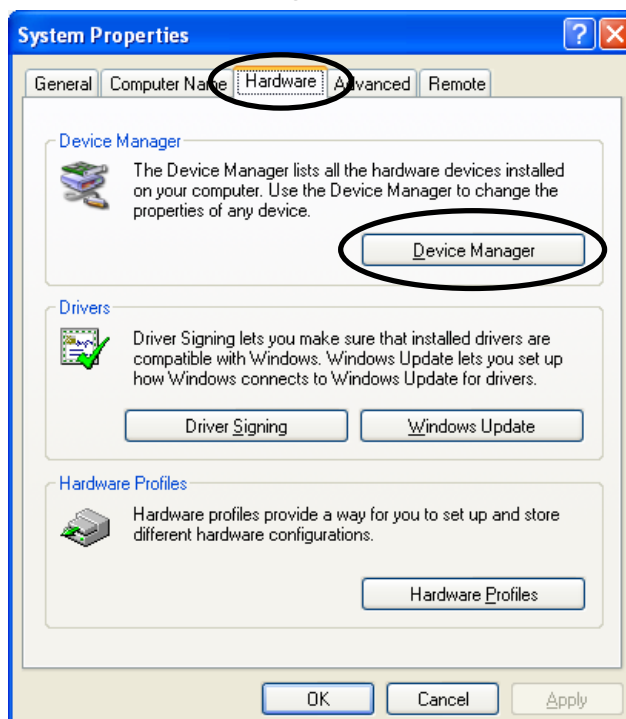 System Properties
General Computer Name Hardware Advanced Remote
Device Manager
The Device Manager lists all the hardware devices installed
on your computer. Use the Device Manager to change the
properties of any device.
Device Manager
Drivers
Driver Signing lets you make sure that installed drivers are
compatible with Windows. Windows Update lets you set up
how Windows connects to Windows Update for drivers.
Driver Signing Windows Update
Hardware Profiles
Hardware profiles provide a way for you to set up and store
different hardware configurations.
Hardware Profiles
OK Cancel Apply